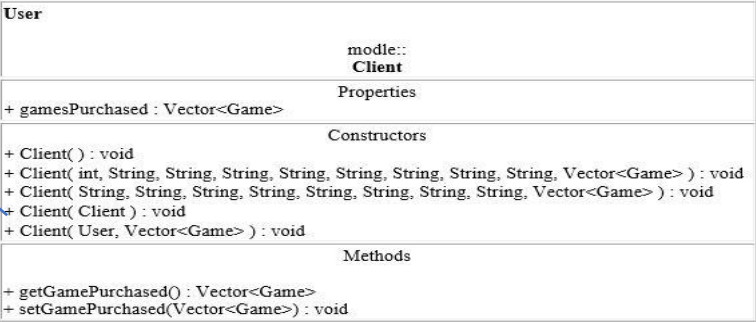 User
modle::
Client
Properties
+ gamesPurchased : Vector<Game>
Constructors
+ Client( ) : void
+ Client( int, String, String, String, String, String, String, String, String, Vector<Game> ) : void
+ Client( String, String, String, String, String, String, String, String, Vector<Game> ) : void
+ Client( Client ) : void
+ Client( User, Vector<Game> ) : void
Methods
+ getGamePurchased() : Vector<Game>
+ setGamePurchased(Vector<Game>) : void